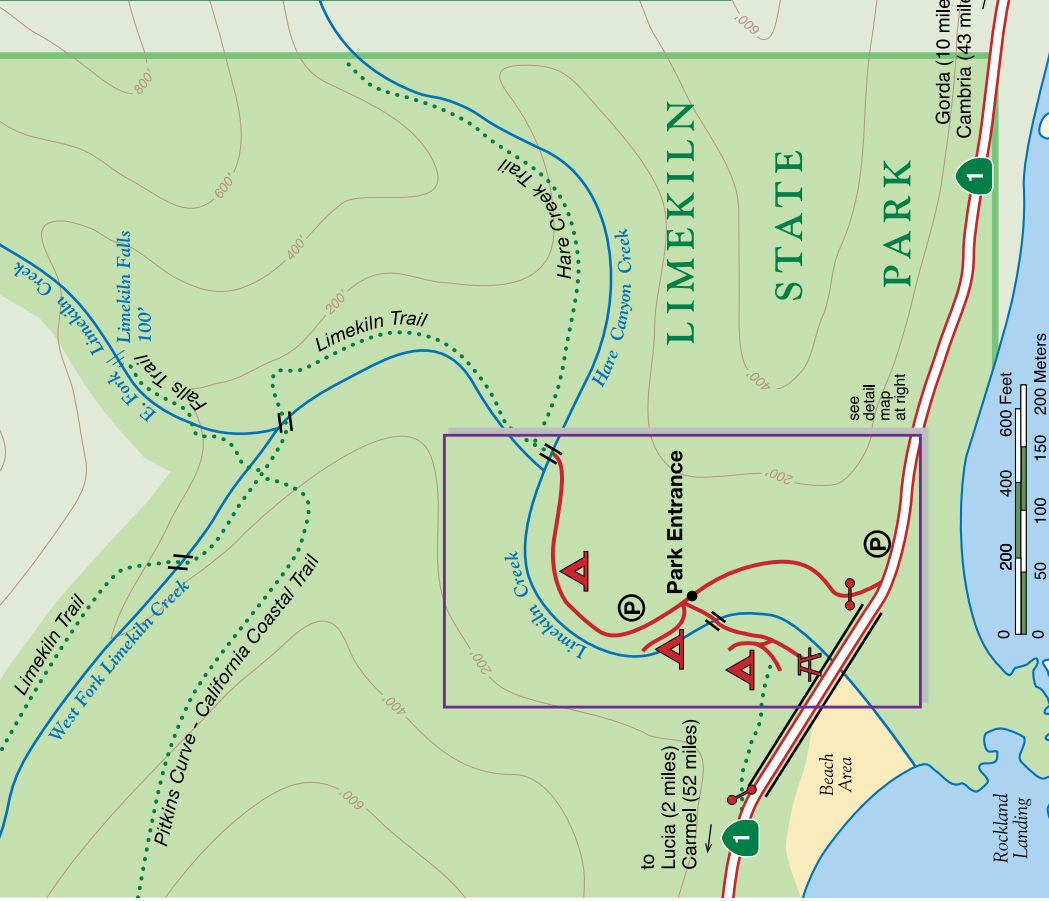 800'
600'
400'
200'
600'
400'
200'
200'
400'
600'
Limekiln Creek
E. Fork
Limekiln Falls
100'
Falls Trail
Limekiln Trail
Hare Creek Trail
Hare Canyon Creek
LIMEKILN
STATE
PARK
Gorda (10 mile
Cambria (43 mile
1
see
detail
map
at right
Limekiln Trail
West Fork Limekiln Creek
Pitkins Curve - California Coastal Trail
Limekiln Creek
Park Entrance
P
P
to
Lucia (2 miles)
Carmel (52 miles)
1
Beach
Area
Rockland
Landing
0 200 400 600 Feet
0 50 100 150 200 Meters